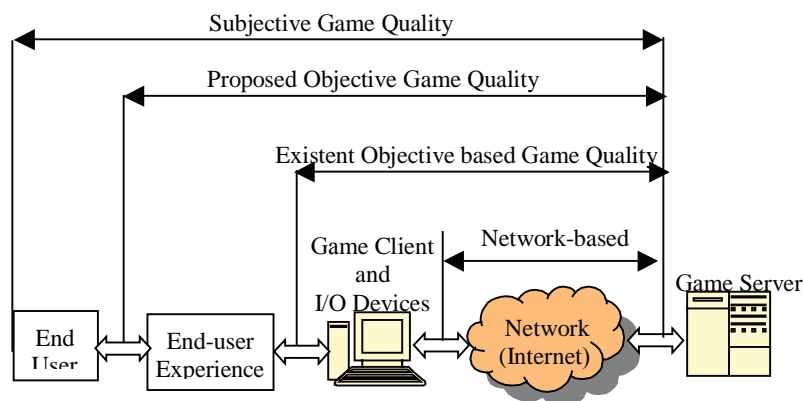 Subjective Game Quality
Proposed Objective Game Quality
Existent Objective based Game Quality
Game Client
and
I/O Devices
Network-based
Game Server
End
User
End-user
Experience
Network
(Internet)